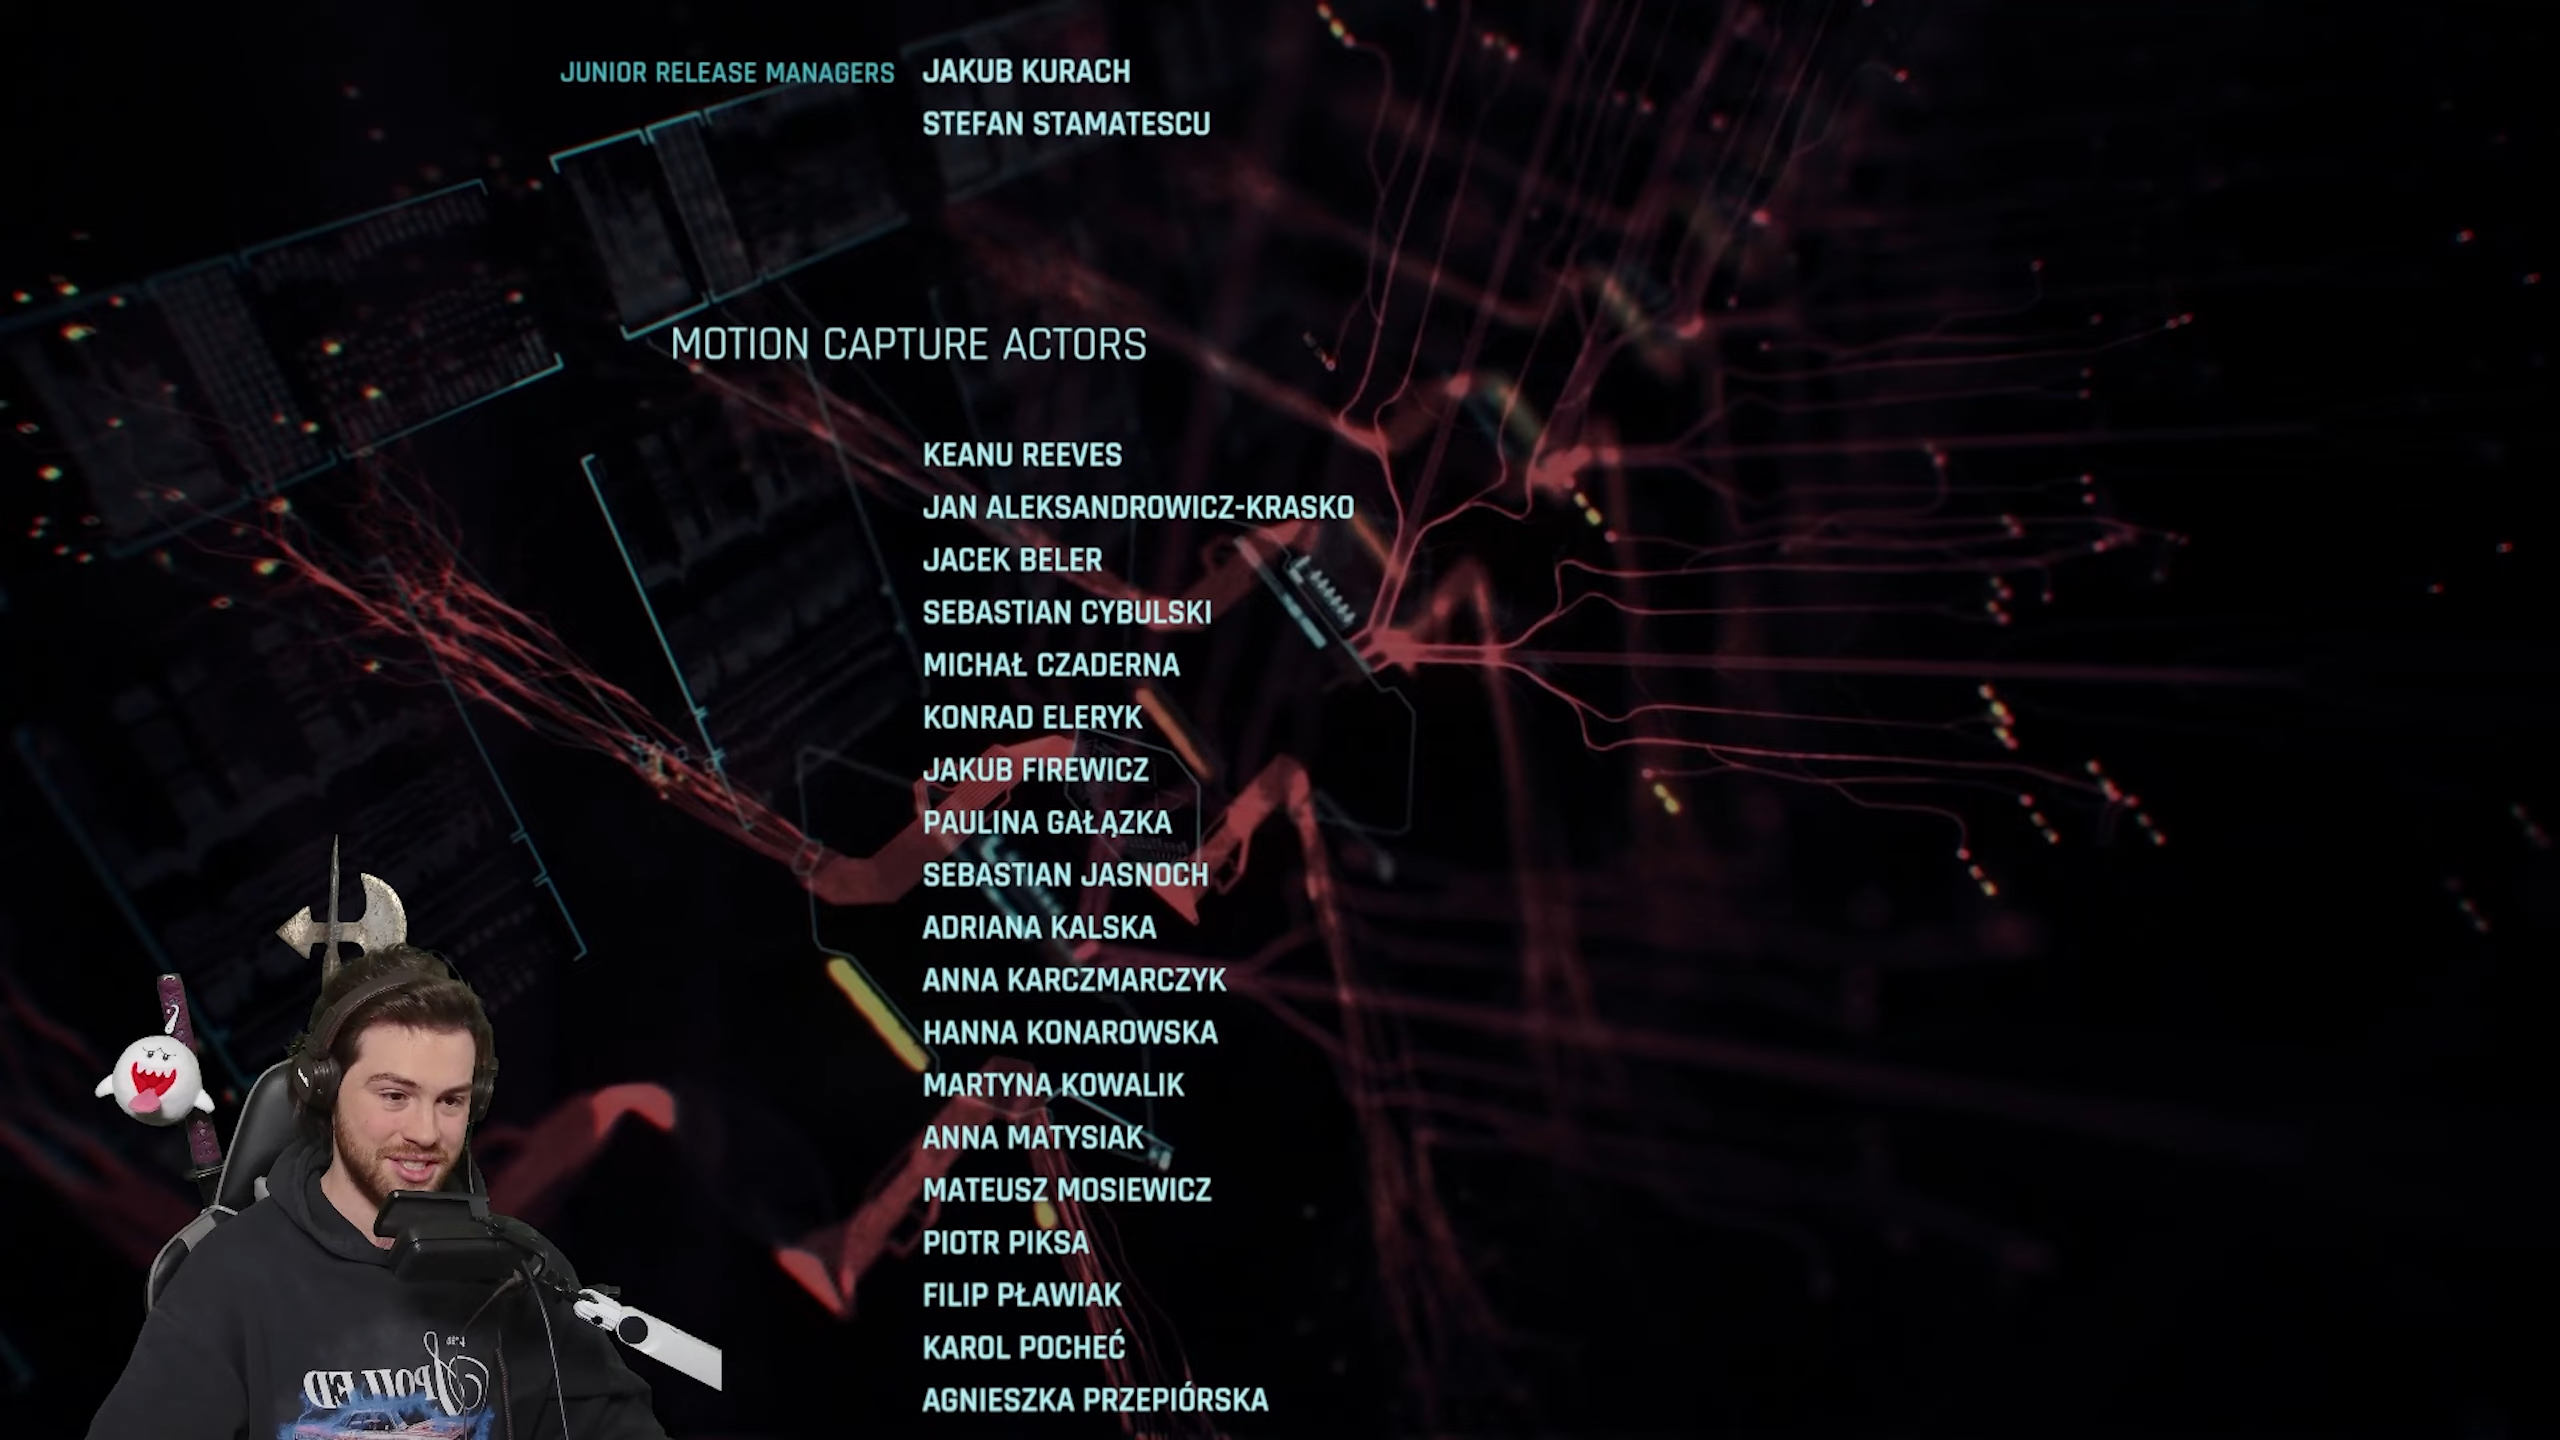 JUNIOR RELEASE MANAGERS JAKUB KURACH
STEFAN STAMATESCU
MOTION CAPTURE ACTORS
KEANU REEVES
JAN ALEKSANDROWICZ-KRASKO
JACEK BELER
SEBASTIAN CYBULSKI
MICHAŁ CZADERNA
KONRAD ELERYK
JAKUB FIREWICZ
PAULINA GAŁĄZKA
SEBASTIAN JASNOCH
ADRIANA KALSKA
ANNA KARCZMARCZYK
HANNA KONAROWSKA
MARTYNA KOWALIK
ANNA MATYSIAK
MATEUSZ MOSIEWICZ
PIOTR PIKSA
FILIP PŁAWIAK
KAROL POCHEĆ
AGNIESZKA PRZEPIÓRSKA